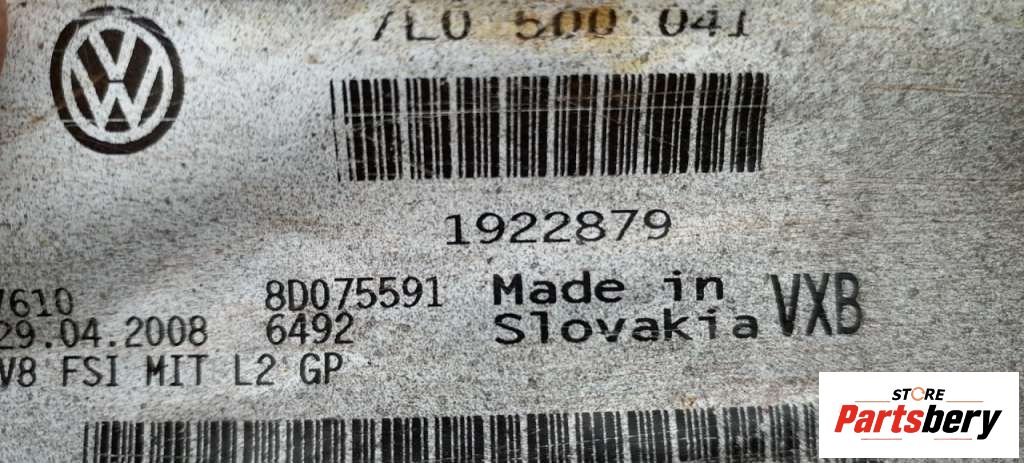 7L0 500 041
1922879
7610 8D075591 Made in VXB
29.04.2008 6492 Slovakia
V8 FSI MIT L2 GP
STORE
Partsbery